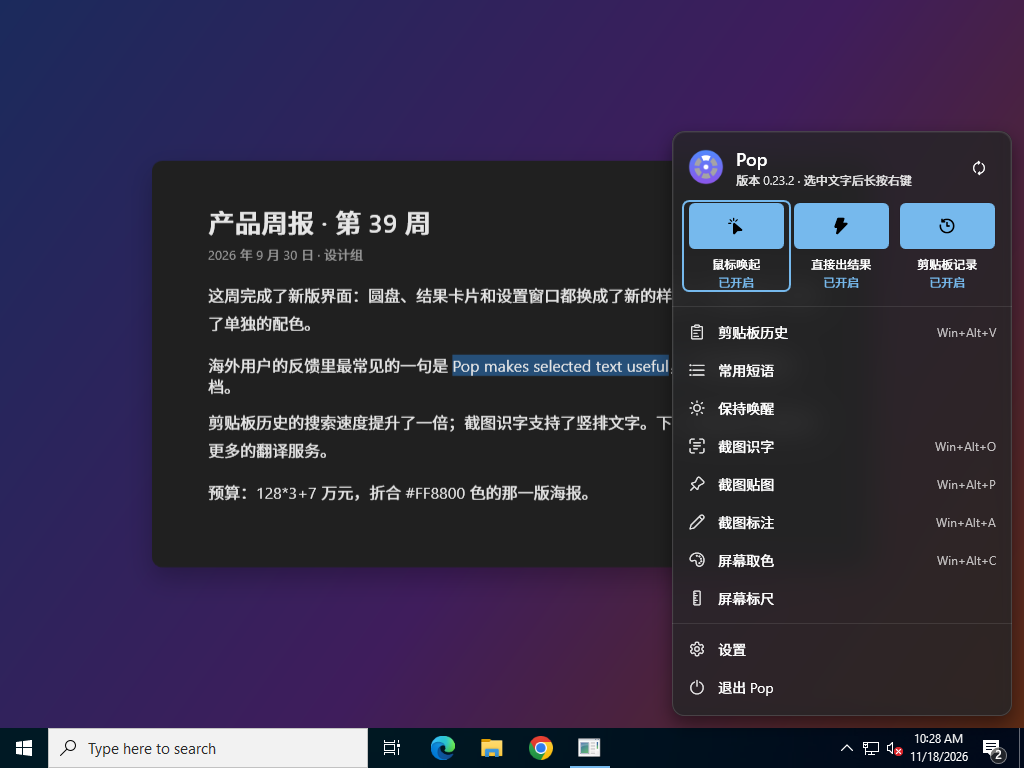 产品周报 · 第 39 周
2026 年 9 月 30 日 · 设计组
这周完成了新版界面：圆盘、结果卡片和设置窗口都换成了新的样
了单独的配色。
海外用户的反馈里最常见的一句是 Pop makes selected text useful.
档。
剪贴板历史的搜索速度提升了一倍；截图识字支持了竖排文字。下
更多的翻译服务。
预算：128*3+7 万元，折合 #FF8800 色的那一版海报。
Pop
版本 0.23.2 · 选中文字后长按右键
鼠标唤起
已开启
直接出结果
已开启
剪贴板记录
已开启
剪贴板历史 Win+Alt+V
常用短语
保持唤醒
截图识字 Win+Alt+O
截图贴图 Win+Alt+P
截图标注 Win+Alt+A
屏幕取色 Win+Alt+C
屏幕标尺
设置
退出 Pop
Type here to search
10:28 AM
11/18/2026
2